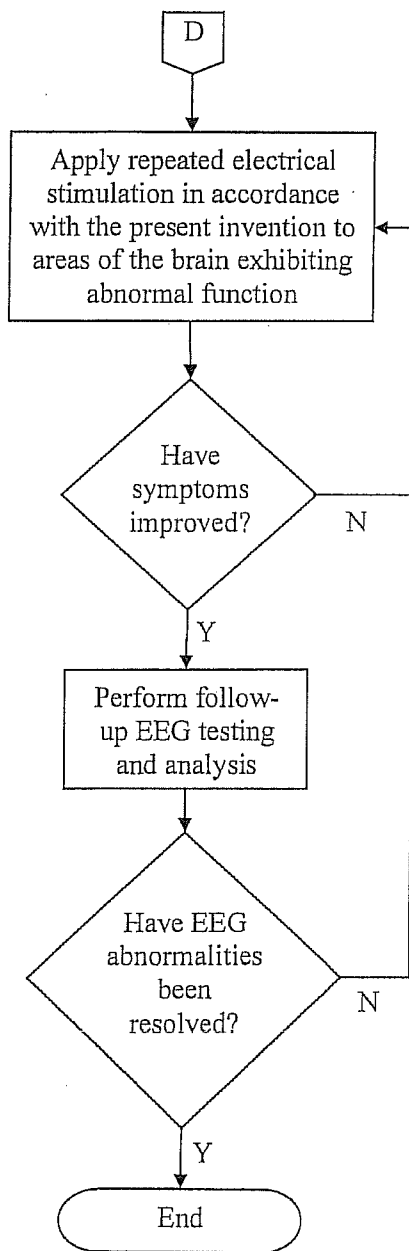 D
Apply repeated electrical
stimulation in accordance
with the present invention to
areas of the brain exhibiting
abnormal function
Have
symptoms
improved?
N
Y
Perform follow-
up EEG testing
and analysis
Have EEG
abnormalities
been
resolved?
N
Y
End